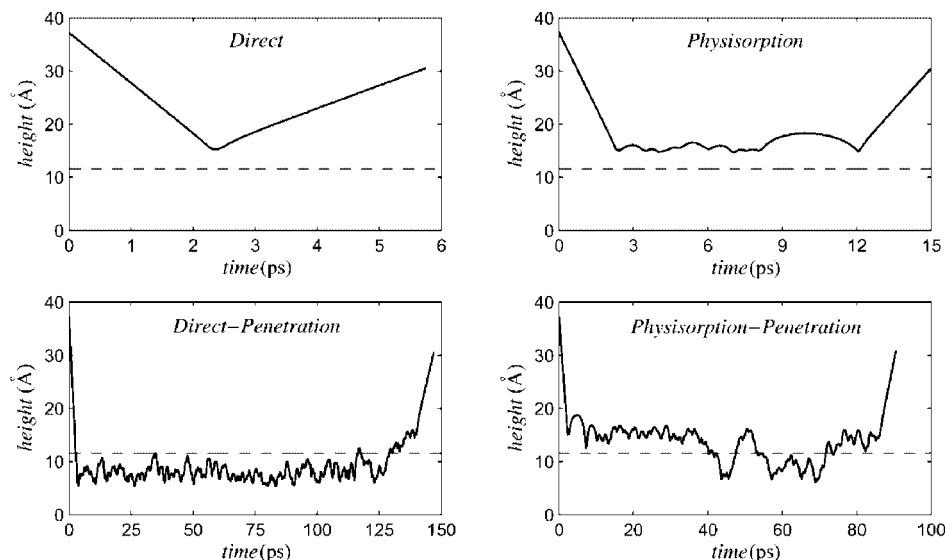 40
Direct
30
20
10
0
height (Å)
0 1 2 3 4 5 6
time(ps)
40
Physisorption
30
20
10
0
height (Å)
0 3 6 9 12 15
time(ps)
40
Direct−Penetration
30
20
10
0
height (Å)
0 25 50 75 100 125 150
time(ps)
40
Physisorption−Penetration
30
20
10
0
height (Å)
0 20 40 60 80 100
time(ps)